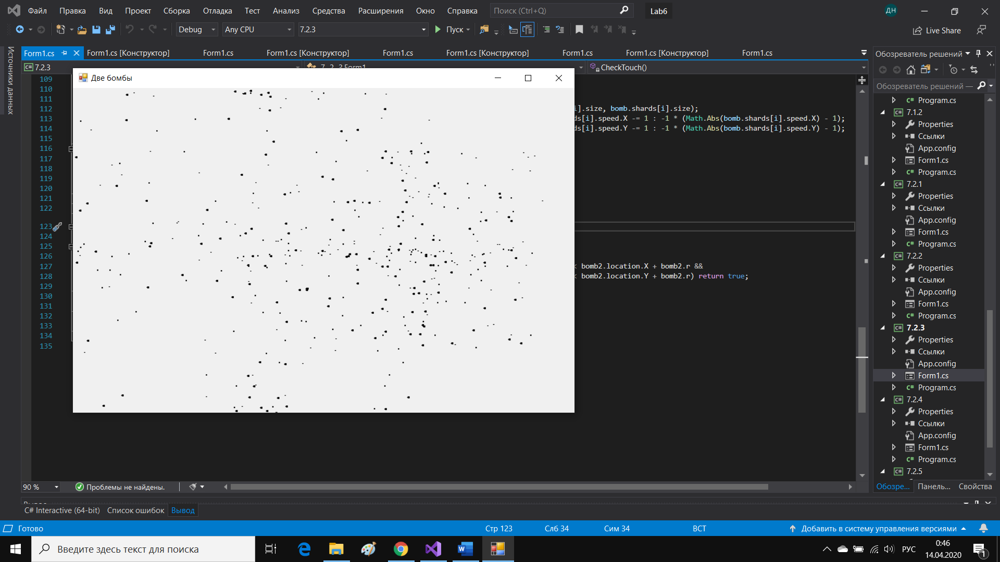 Файл Правка Вид Проект Сборка Отладка Тест Анализ Средства Расширения Окно Справка Поиск (Ctrl+Q) Lab6 ДН
Debug Any CPU 7.2.3 Пуск Live Share
Источники данных
Form1.cs Form1.cs [Конструктор] Form1.cs Form1.cs [Конструктор] Form1.cs Form1.cs [Конструктор] Form1.cs Form1.cs [Конструктор] Form1.cs
C# 7.2.3 7_2_3.Form1 CheckTouch()
Две бомбы
109
110
111
112 i].size, bomb.shards[i].size);
113 ds[i].speed.X -= 1 : -1 * (Math.Abs(bomb.shards[i].speed.X) - 1);
114 ds[i].speed.Y -= 1 : -1 * (Math.Abs(bomb.shards[i].speed.Y) - 1);
115
116
117
118
119
120
121
122
123
124
125
126
127 < bomb2.location.X + bomb2.r &&
128 < bomb2.location.Y + bomb2.r) return true;
129
130
131
132
133
134
135
90 % Проблемы не найдены.
Обозреватель решений
Обозреватель решений —
C# Program.cs
C# 7.1.2
Properties
Ссылки
App.config
Form1.cs
C# Program.cs
C# 7.2.1
Properties
Ссылки
App.config
Form1.cs
C# Program.cs
C# 7.2.2
Properties
Ссылки
App.config
Form1.cs
C# Program.cs
C# 7.2.3
Properties
Ссылки
App.config
Form1.cs
C# Program.cs
C# 7.2.4
Properties
Ссылки
App.config
Form1.cs
C# Program.cs
C# 7.2.5
Обозре... Панель... Свойства
Вывод
C# Interactive (64-bit) Список ошибок Вывод
Готово Стр 123 Слб 34 Сим 34 ВСТ Добавить в систему управления версиями
Введите здесь текст для поиска РУС 0:46
14.04.2020 1